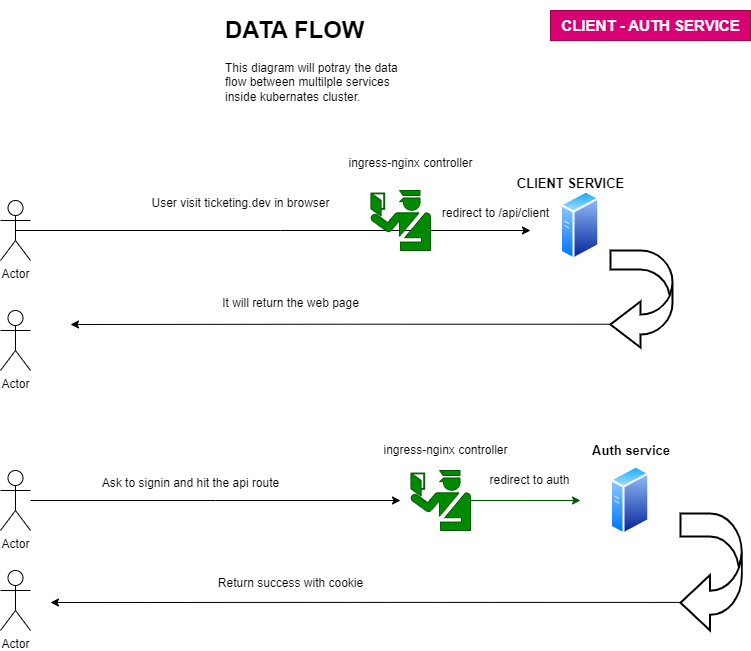 DATA FLOW
CLIENT - AUTH SERVICE
This diagram will potray the data
flow between multilple services
inside kubernates cluster.
ingress-nginx controller
CLIENT SERVICE
User visit ticketing.dev in browser
redirect to /api/client
Actor
It will return the web page
Actor
ingress-nginx controller
Auth service
Ask to signin and hit the api route
redirect to auth
Actor
Return success with cookie
Actor